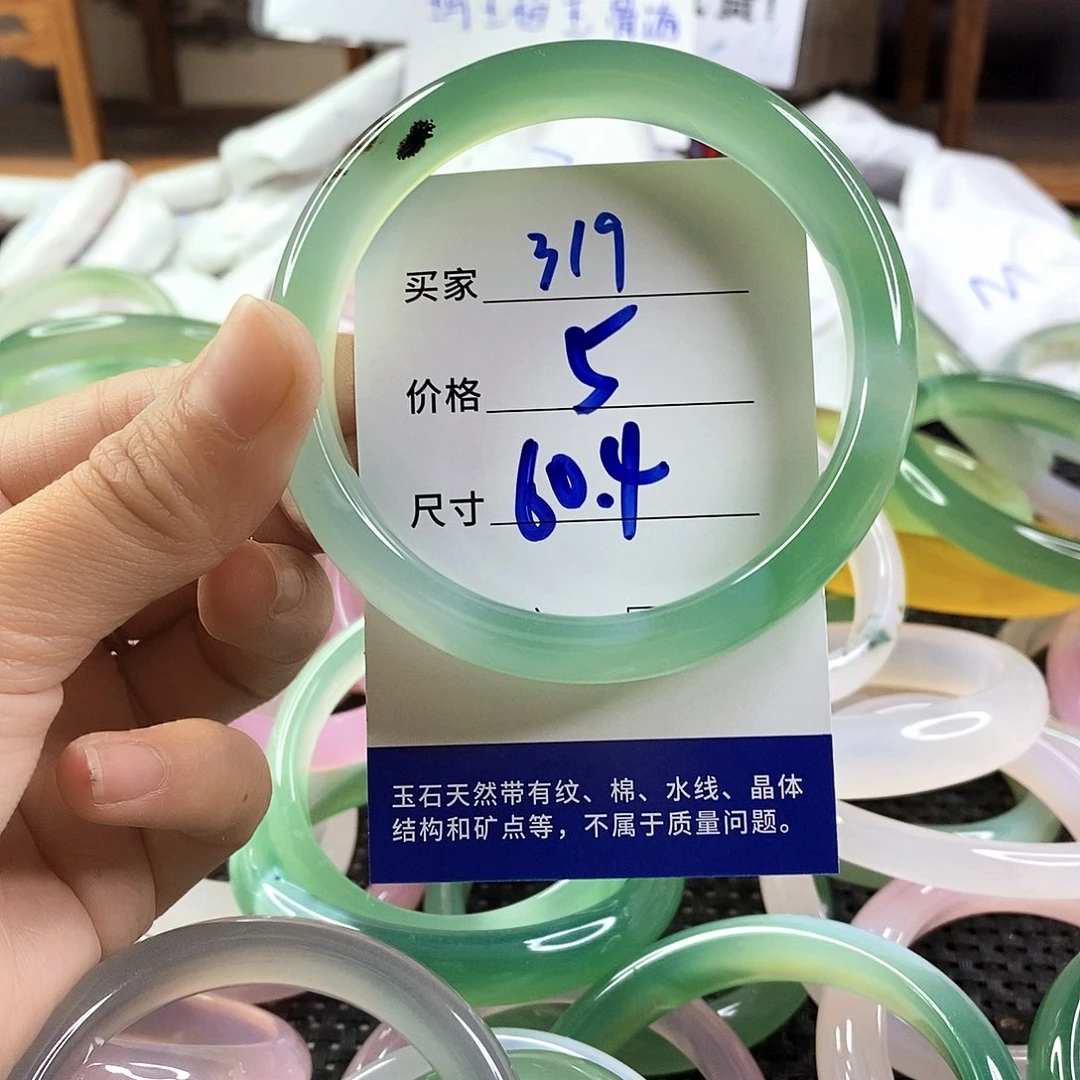 买家 319
价格 5
尺寸 60.4
玉石天然带有纹、棉、水线、晶体
结构和矿点等，不属于质量问题。